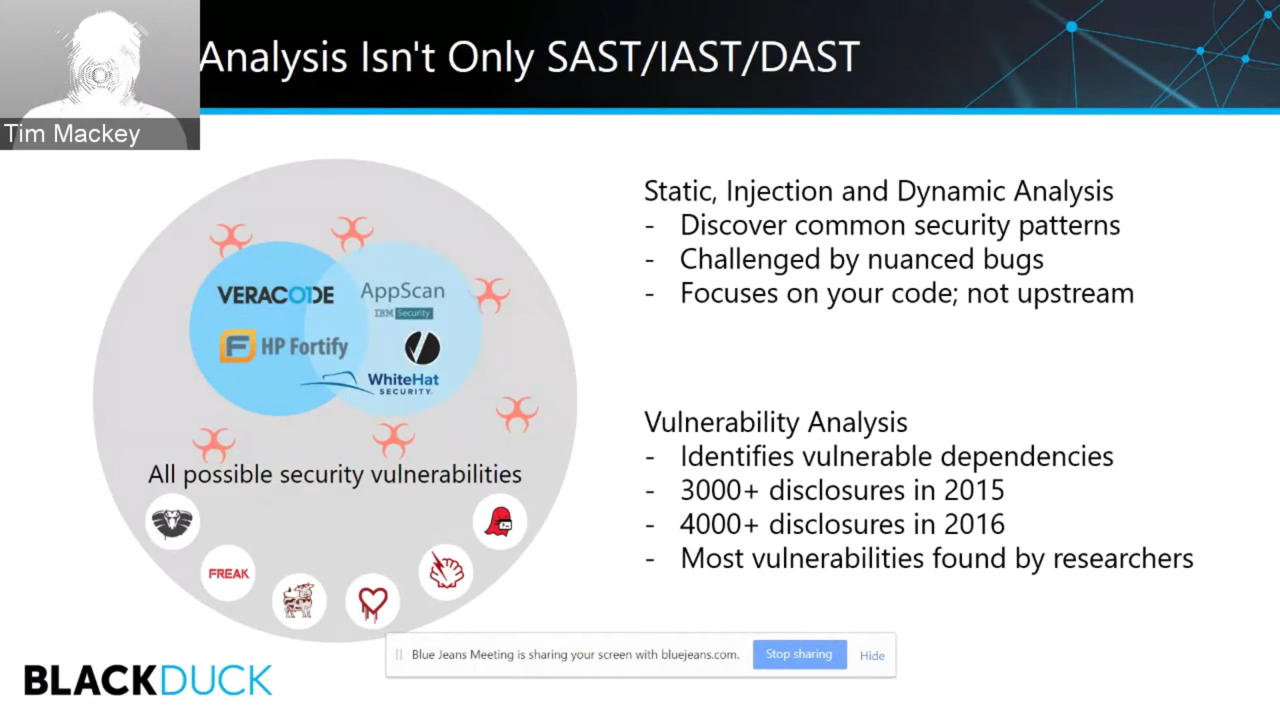 Analysis Isn't Only SAST/IAST/DAST
Tim Mackey
VERACODE
AppScan
IBM Security
HP Fortify
WhiteHat
SECURITY.
All possible security vulnerabilities
FREAK
Static, Injection and Dynamic Analysis
- Discover common security patterns
- Challenged by nuanced bugs
- Focuses on your code; not upstream
Vulnerability Analysis
- Identifies vulnerable dependencies
- 3000+ disclosures in 2015
- 4000+ disclosures in 2016
- Most vulnerabilities found by researchers
Blue Jeans Meeting is sharing your screen with bluejeans.com. Stop sharing Hide
BLACKDUCK